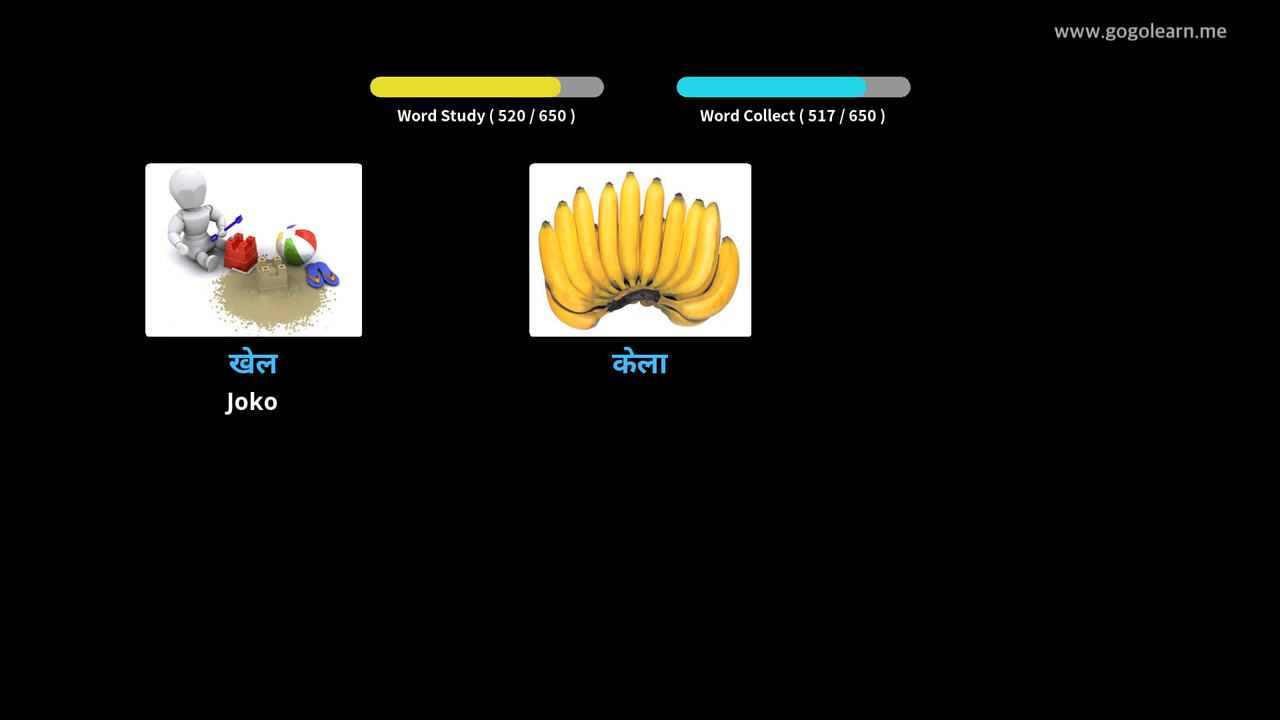 www.gogolearn.me
Word Study ( 520 / 650 )
Word Collect ( 517 / 650 )
खेल
केला
Joko